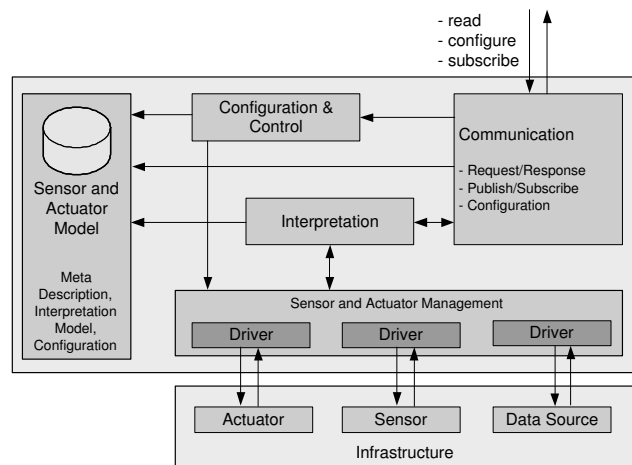 - read
- configure
- subscribe
Configuration &
Control
Communication
- Request/Response
- Publish/Subscribe
- Configuration
Sensor and
Actuator
Model
Meta
Description,
Interpretation
Model,
Configuration
Interpretation
Sensor and Actuator Management
Driver
Driver
Driver
Actuator
Sensor
Data Source
Infrastructure